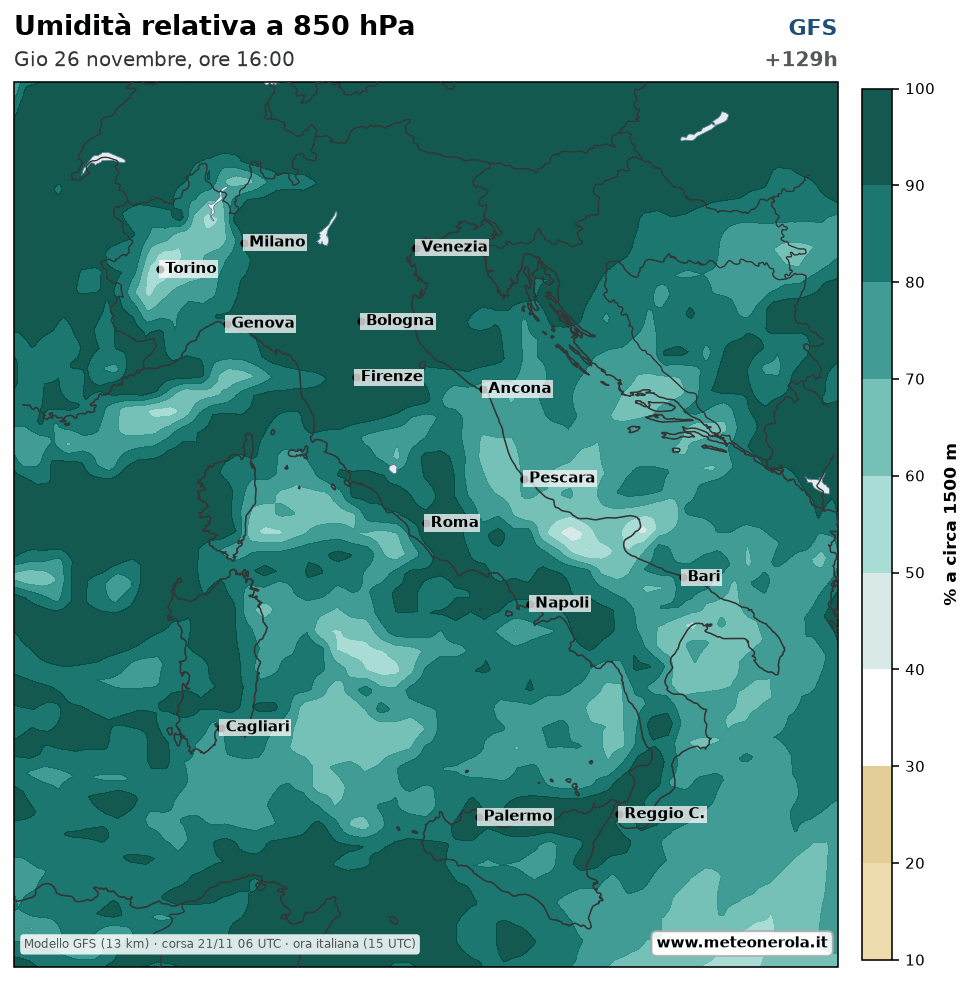 Umidità relativa a 850 hPa
GFS
Gio 26 novembre, ore 16:00
+129h
Milano
Venezia
Torino
Genova
Bologna
Firenze
Ancona
Pescara
Roma
Bari
Napoli
Cagliari
Palermo
Reggio C.
100
90
80
70
60
50
40
30
20
10
% a circa 1500 m
Modello GFS (13 km) · corsa 21/11 06 UTC · ora italiana (15 UTC)
www.meteonerola.it